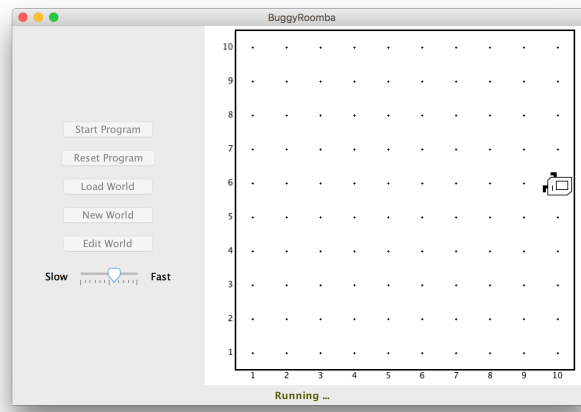 BuggyRoomba
Start Program
Reset Program
Load World
New World
Edit World
Slow Fast
10
9
8
7
6
5
4
3
2
1
1 2 3 4 5 6 7 8 9 10
Running ...